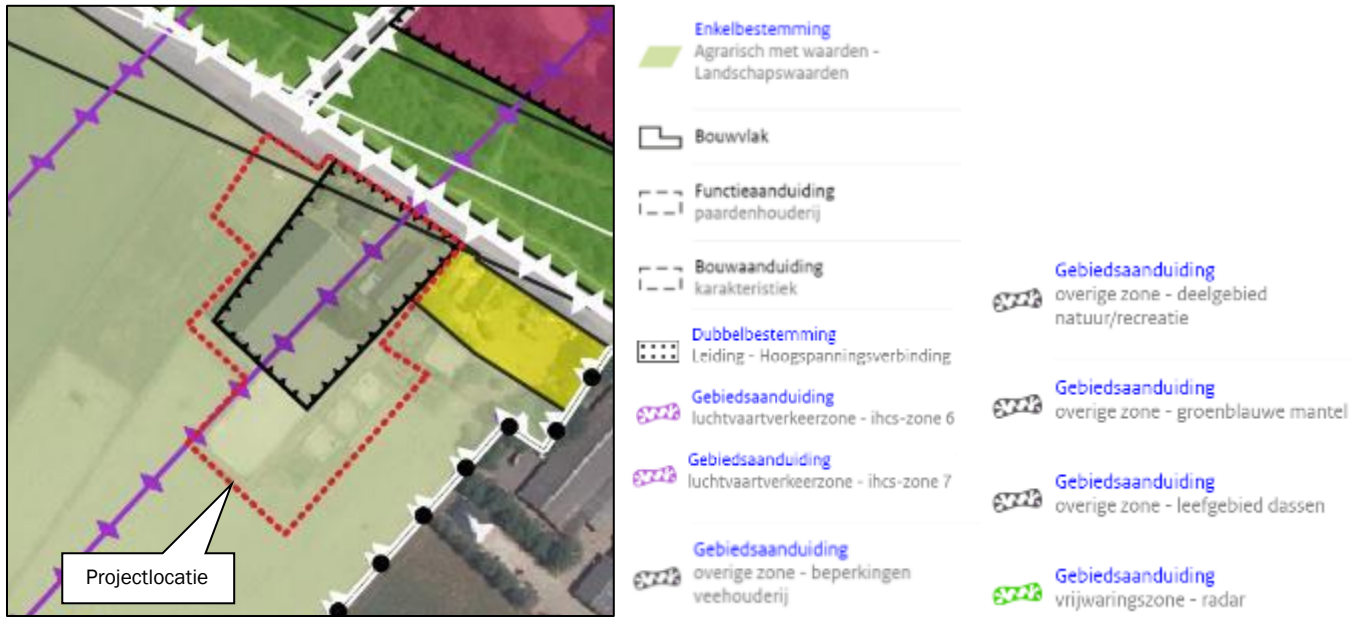 Projectlocatie
Enkelbestemming
Agrarisch met waarden -
Landschapswaarden
Bouwvlak
Functieaanduiding
paardenhouderij
Bouwaanduiding
karakteristiek
Dubbelbestemming
Leiding - Hoogspanningsverbinding
Gebiedsaanduiding
luchtvaartverkeerzone - ihcs-zone 6
Gebiedsaanduiding
luchtvaartverkeerzone - ihcs-zone 7
Gebiedsaanduiding
overige zone - beperkingen
veehouderij
Gebiedsaanduiding
overige zone - deelgebied
natuur/recreatie
Gebiedsaanduiding
overige zone - groenblauwe mantel
Gebiedsaanduiding
overige zone - leefgebied dassen
Gebiedsaanduiding
vrijwaringszone - radar